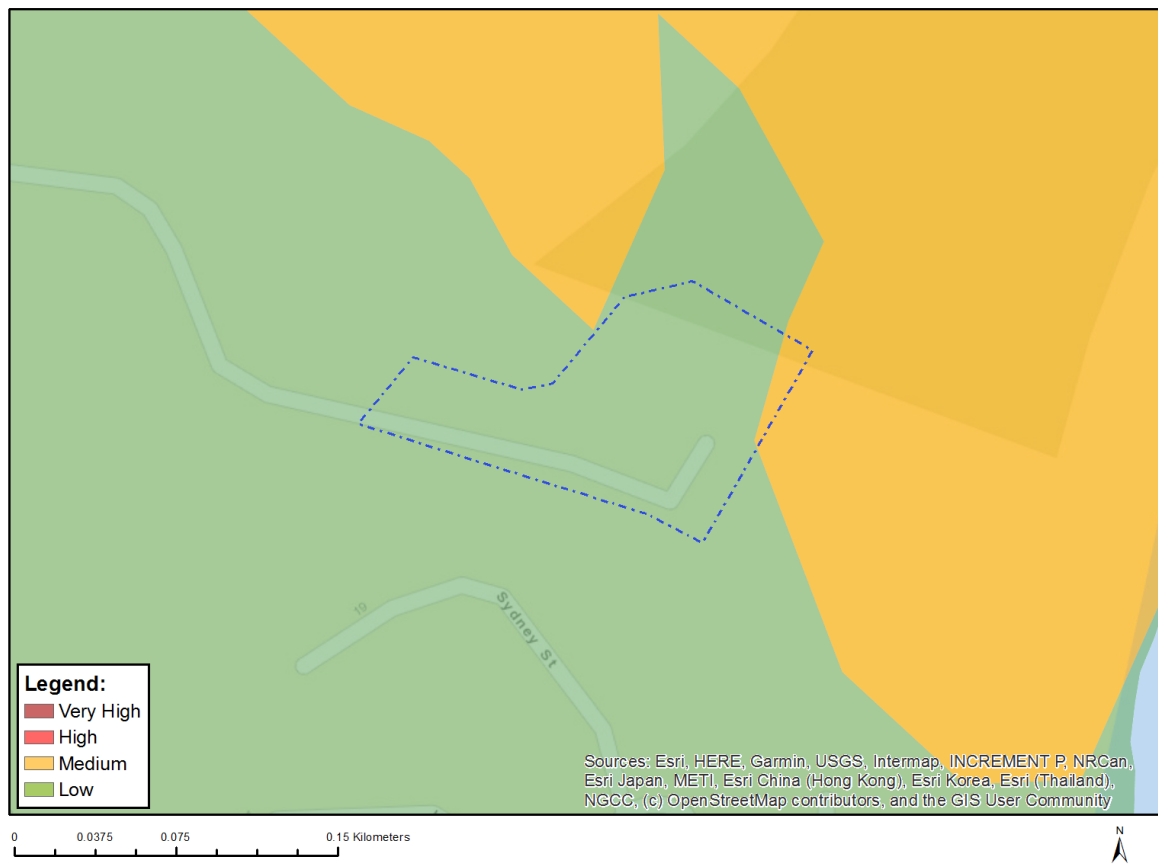 19
Sydney St
Legend:
Very High
High
Medium
Low
Sources: Esri, HERE, Garmin, USGS, Intermap, INCREMENT P, NRCan,
Esri Japan, METI, Esri China (Hong Kong), Esri Korea, Esri (Thailand),
NGCC, (c) OpenStreetMap contributors, and the GIS User Community
0 0.0375 0.075 0.15 Kilometers
N